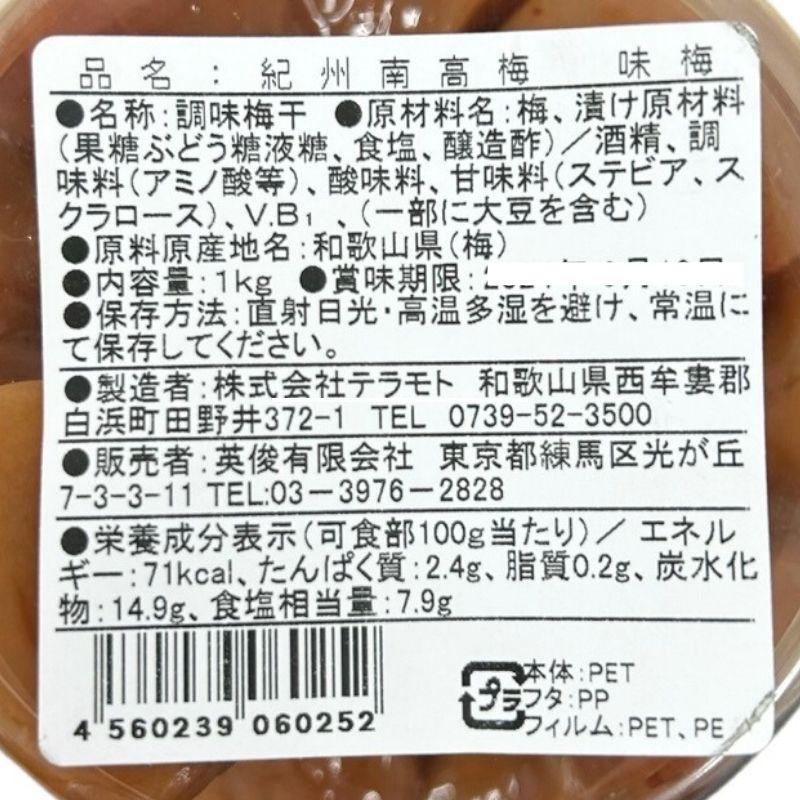 品名:紀州南高梅 味梅
●名称:調味梅干 ●原材料名:梅、漬け原材料
(果糖ぶどう糖液糖、食塩、醸造酢)/酒精、調
味料(アミノ酸等)、酸味料、甘味料(ステビア、ス
クラロース)、V.B1 、(一部に大豆を含む)
●原料原産地名:和歌山県(梅)
●内容量:1kg ●賞味期限:
●保存方法:直射日光・高温多湿を避け、常温に
て保存してください。
●製造者:株式会社テラモト 和歌山県西牟婁郡
白浜町田野井372-1 TEL 0739-52-3500
●販売者:英俊有限会社 東京都練馬区光が丘
7-3-3-11 TEL:03-3976-2828
●栄養成分表示(可食部100g当たり)/ エネル
ギー:71kcal、たんぱく質:2.4g、脂質0.2g、炭水化
物:14.9g、食塩相当量:7.9g
4 560239 060252
プラ
本体:PET
フタ:PP
フィルム:PET、PE